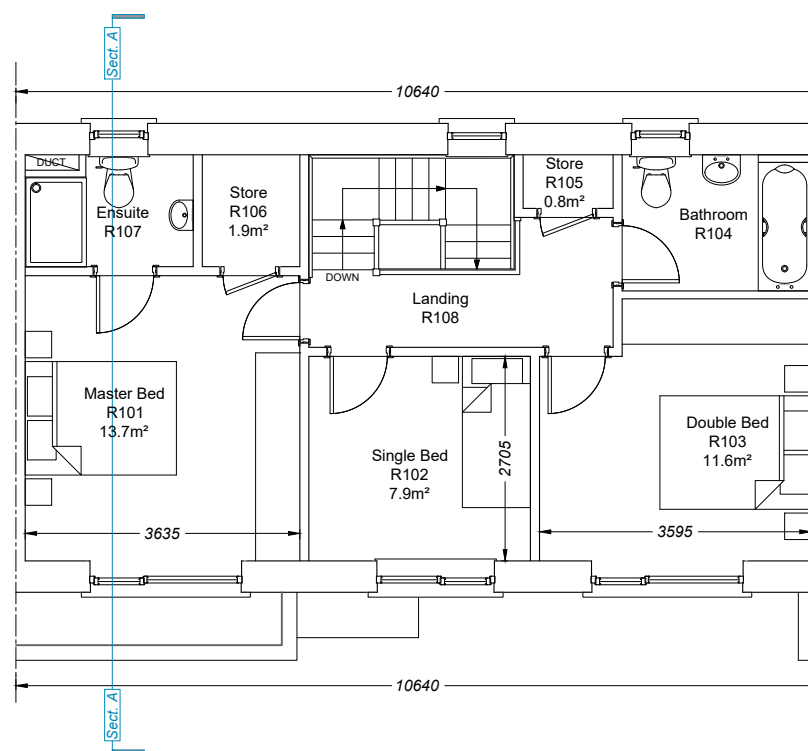 Sect. A
10640
DUCT
Ensuite
R107
Store
R106
1.9m²
Store
R105
0.8m²
Bathroom
R104
DOWN
Landing
R108
Master Bed
R101
13.7m²
Single Bed
R102
7.9m²
2705
Double Bed
R103
11.6m²
3635
3595
10640
Sect. A